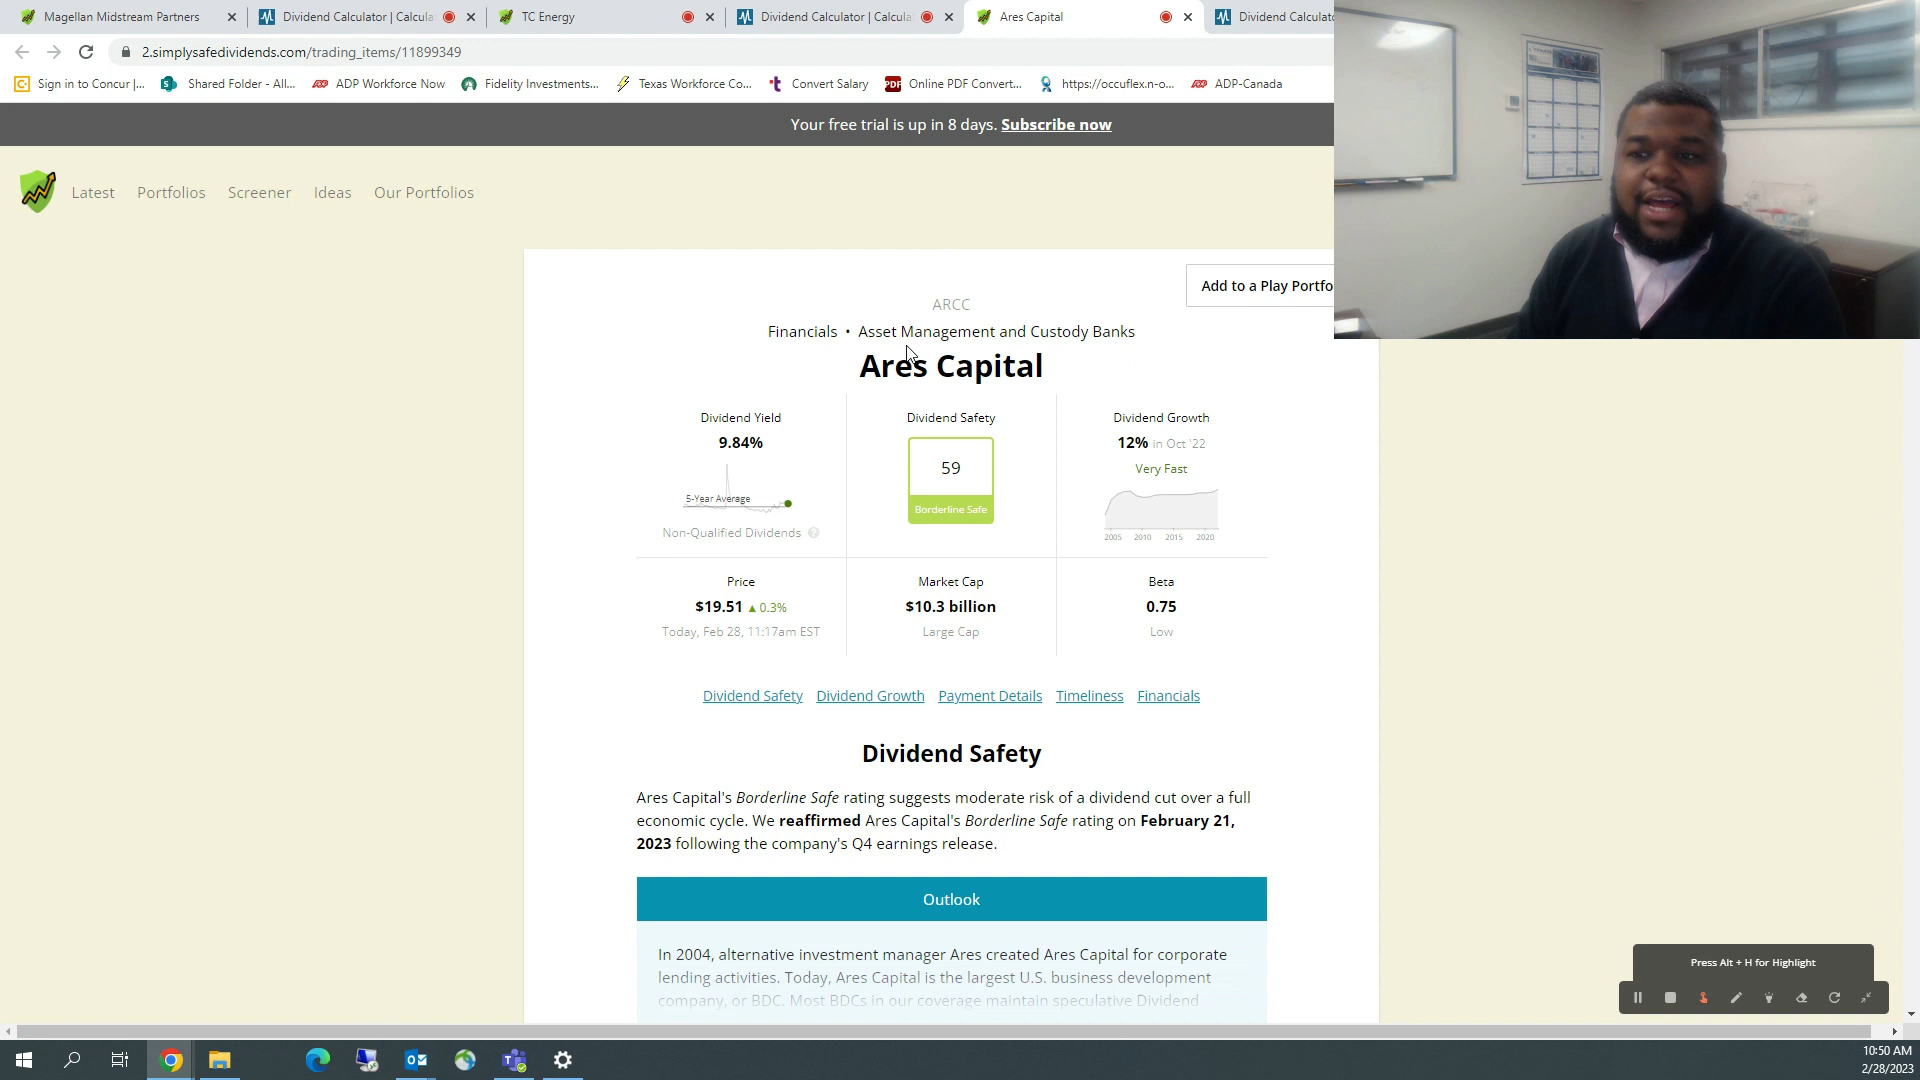 Magellan Midstream Partners
Dividend Calculator | Calcula
TC Energy
Dividend Calculator | Calcula
Ares Capital
Dividend Calculato
2.simplysafedividends.com/trading_items/11899349
Sign in to Concur |...
Shared Folder - All...
ADP Workforce Now
Fidelity Investments...
Texas Workforce Co...
Convert Salary
PDF
Online PDF Convert...
https://occuflex.n-o...
ADP-Canada
Your free trial is up in 8 days. Subscribe now
Latest Portfolios Screener Ideas Our Portfolios
Add to a Play Portfo
ARCC
Financials • Asset Management and Custody Banks
Ares Capital
Dividend Yield
9.84%
5-Year Average
Non-Qualified Dividends ?
Dividend Safety
59
Borderline Safe
Dividend Growth
12% in Oct '22
Very Fast
2005 2010 2015 2020
Price
$19.51 ▲ 0.3%
Today, Feb 28, 11:17am EST
Market Cap
$10.3 billion
Large Cap
Beta
0.75
Low
Dividend Safety Dividend Growth Payment Details Timeliness Financials
Dividend Safety
Ares Capital's Borderline Safe rating suggests moderate risk of a dividend cut over a full
economic cycle. We reaffirmed Ares Capital's Borderline Safe rating on February 21,
2023 following the company's Q4 earnings release.
Outlook
In 2004, alternative investment manager Ares created Ares Capital for corporate
lending activities. Today, Ares Capital is the largest U.S. business development
company, or BDC. Most BDCs in our coverage maintain speculative Dividend
Press Alt + H for Highlight
10:50 AM
2/28/2023